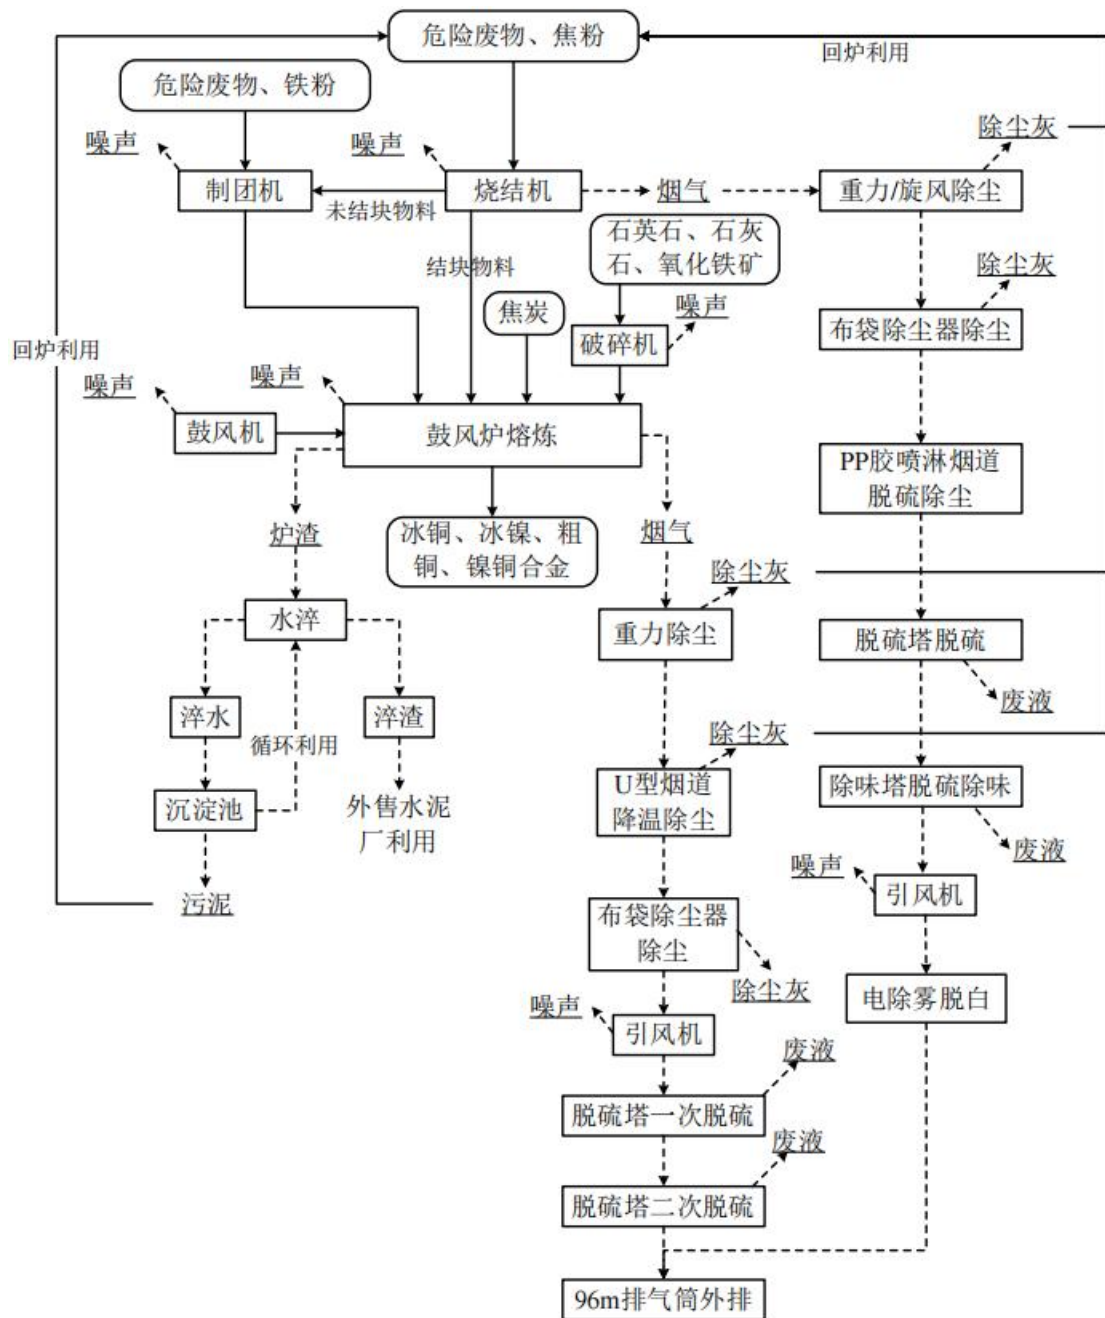 危险废物、焦粉
回炉利用
危险废物、铁粉
噪声
噪声
除尘灰
制团机
烧结机
烟气
重力/旋风除尘
未结块物料
石英石、石灰
石、氧化铁矿
结块物料
除尘灰
焦炭
噪声
破碎机
布袋除尘器除尘
回炉利用
噪声
噪声
鼓风机
鼓风炉熔炼
PP胶喷淋烟道
脱硫除尘
炉渣
冰铜、冰镍、粗
铜、镍铜合金
烟气
除尘灰
水淬
重力除尘
脱硫塔脱硫
废液
淬水
淬渣
循环利用
除尘灰
沉淀池
外售水泥
厂利用
U型烟道
降温除尘
除味塔脱硫除味
废液
噪声
污泥
引风机
布袋除尘器
除尘
除尘灰
电除雾脱白
噪声
引风机
废液
脱硫塔一次脱硫
废液
脱硫塔二次脱硫
96m排气筒外排